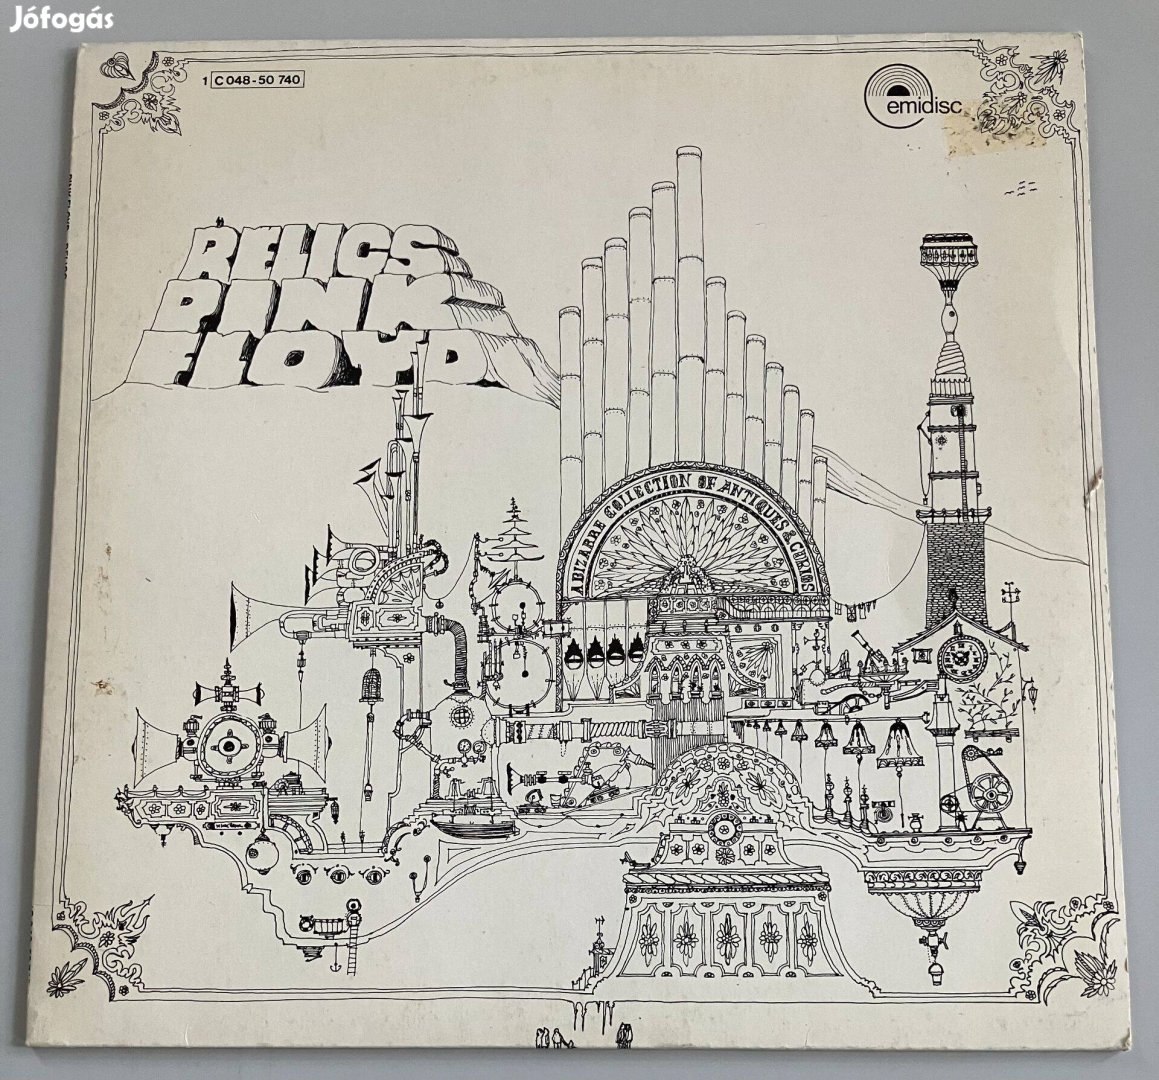 Jófogás
1 C 048-50 740
emidisc
RELICS
PINK
FLOYD
A BIZARRE COLLECTION OF ANTIQUES & CURIOS